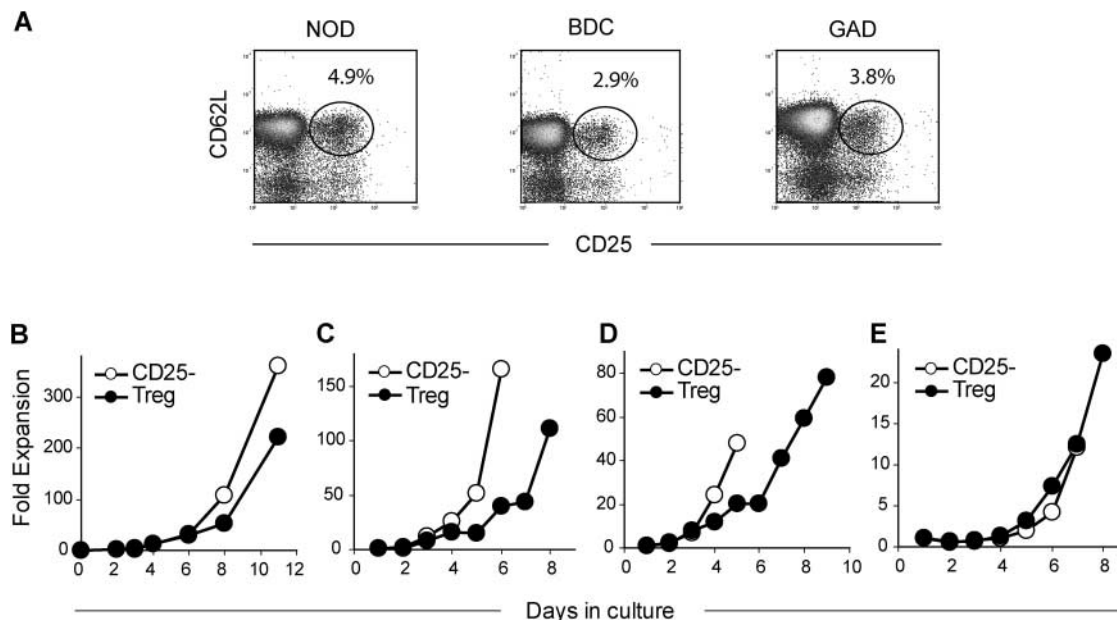 A
NOD BDC GAD
4.9% 2.9% 3.8%
CD62L
CD25
B C D E
CD25-
Treg
CD25-
Treg
CD25-
Treg
CD25-
Treg
Fold Expansion
300
200
100
0
0 2 4 6 8 10 12
150
100
50
0
0 2 4 6 8
80
60
40
20
0
0 2 4 6 8 10
20
15
10
5
0
0 2 4 6 8
Days in culture